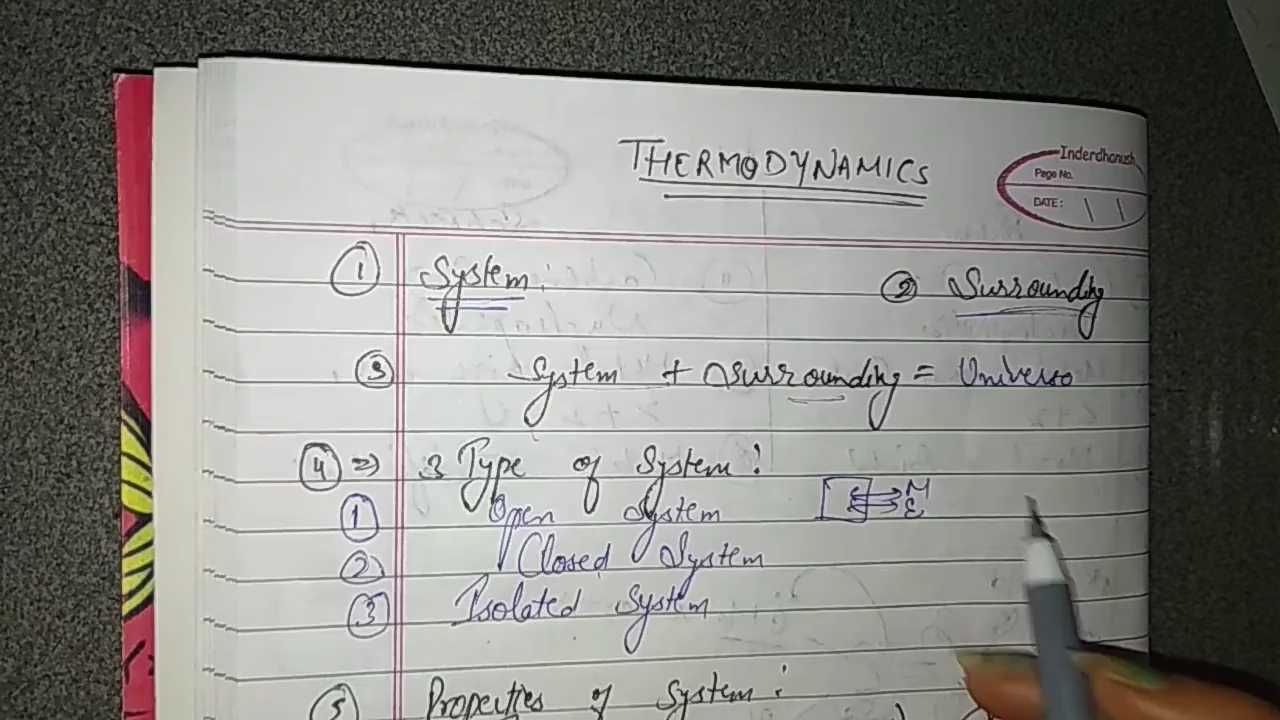 THERMODYNAMICS
Inderdhanush
Page No.
DATE:
① System:
② Surrounding
③ System + Surrounding = Universe
④ => 3 Type of System:
① Open System
M
E
② Closed System
③ Isolated System
⑤ Properties of System: